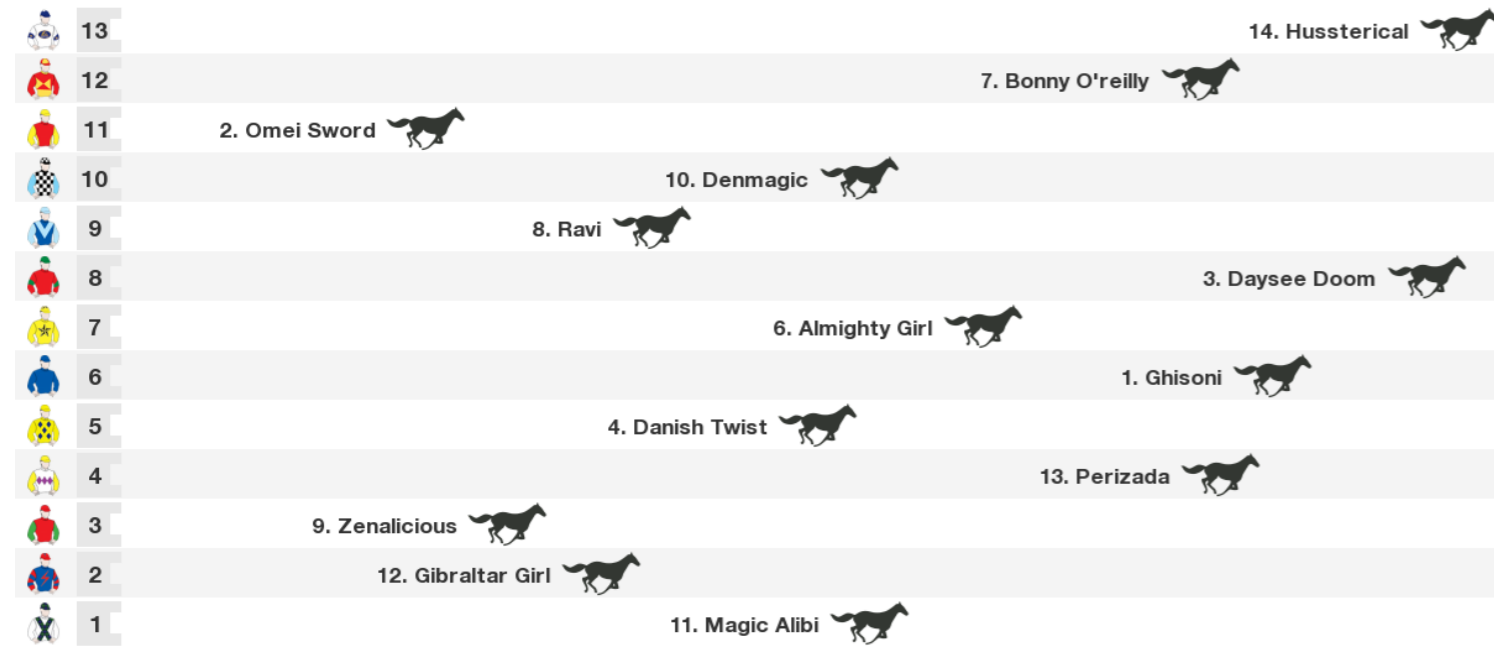 13 14. Hussterical
12 7. Bonny O'reilly
11 2. Omei Sword
10 10. Denmagic
9 8. Ravi
8 3. Daysee Doom
7 6. Almighty Girl
6 1. Ghisoni
5 4. Danish Twist
4 13. Perizada
3 9. Zenalicious
2 12. Gibraltar Girl
1 11. Magic Alibi